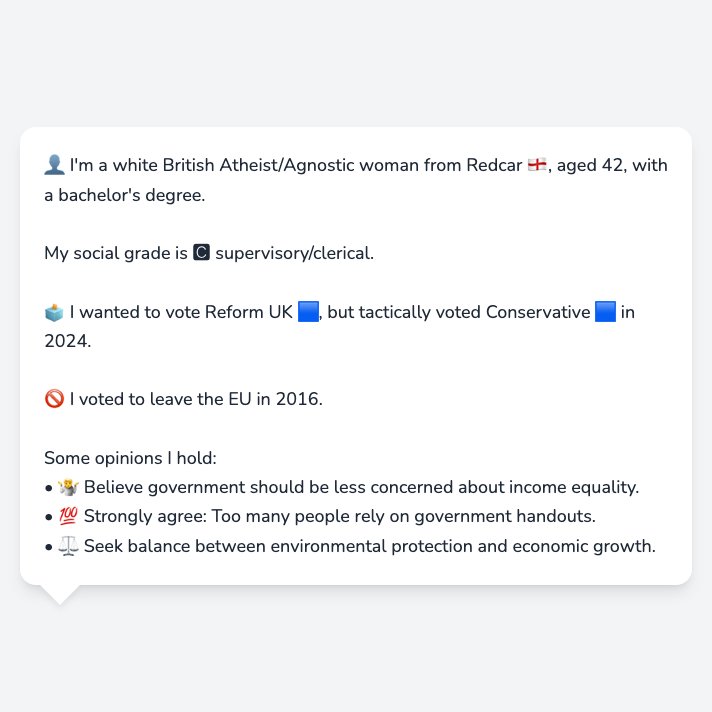 👤 I'm a white British Atheist/Agnostic woman from Redcar 🏴󠁧󠁢󠁥󠁮󠁧󠁿, aged 42, with
a bachelor's degree.
My social grade is 🅲 supervisory/clerical.
🗳️ I wanted to vote Reform UK 🟦, but tactically voted Conservative 🟦 in
2024.
🚫 I voted to leave the EU in 2016.
Some opinions I hold:
• 🤷 Believe government should be less concerned about income equality.
• 💯 Strongly agree: Too many people rely on government handouts.
• ⚖️ Seek balance between environmental protection and economic growth.